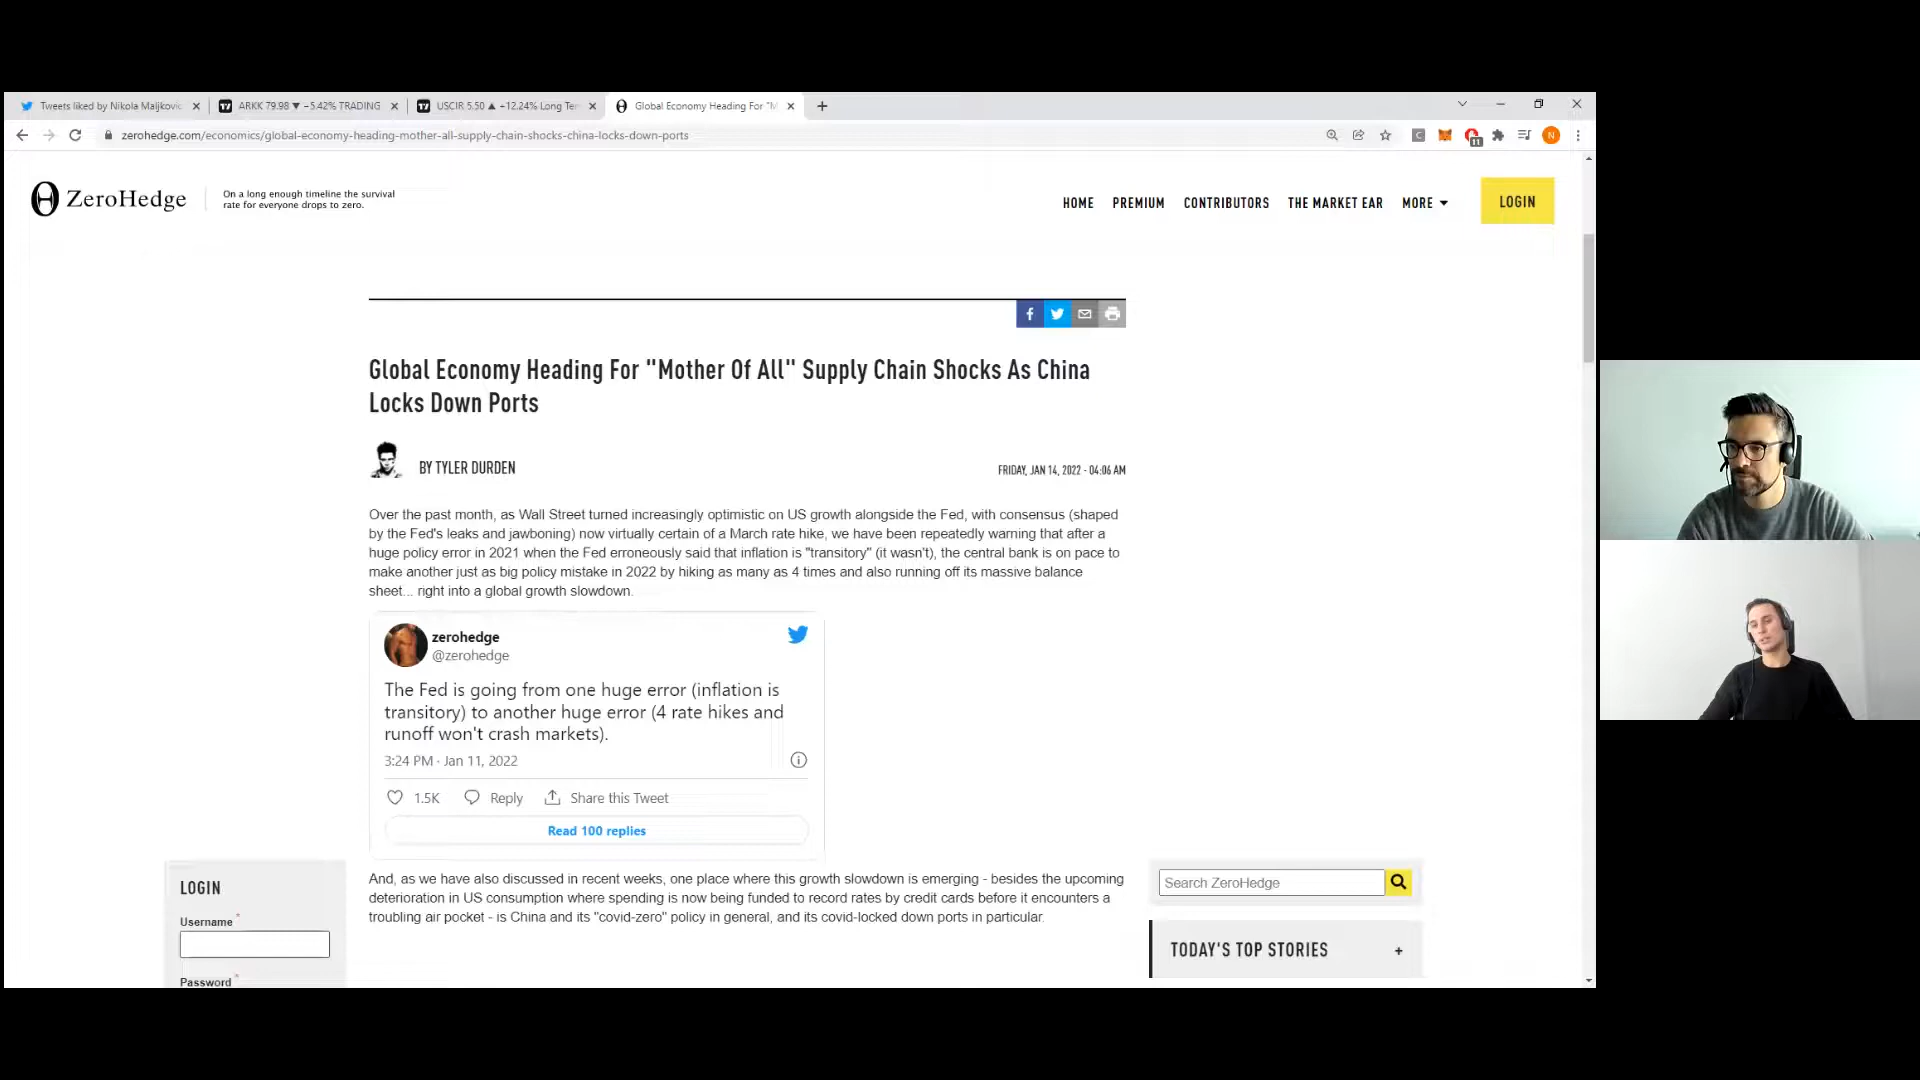 Tweets liked by Nikola Maljkovic
ARKK 79.98 ▼ −5.42% TRADING
USCIR 5.50 ▲ +12.24% Long Ter
Global Economy Heading For "M
zerohedge.com/economics/global-economy-heading-mother-all-supply-chain-shocks-china-locks-down-ports
11
N
ZeroHedge
On a long enough timeline the survival
rate for everyone drops to zero.
HOME PREMIUM CONTRIBUTORS THE MARKET EAR MORE
LOGIN
Global Economy Heading For "Mother Of All" Supply Chain Shocks As China
Locks Down Ports
BY TYLER DURDEN
FRIDAY, JAN 14, 2022 - 04:06 AM
Over the past month, as Wall Street turned increasingly optimistic on US growth alongside the Fed, with consensus (shaped
by the Fed's leaks and jawboning) now virtually certain of a March rate hike, we have been repeatedly warning that after a
huge policy error in 2021 when the Fed erroneously said that inflation is "transitory" (it wasn't), the central bank is on pace to
make another just as big policy mistake in 2022 by hiking as many as 4 times and also running off its massive balance
sheet... right into a global growth slowdown.
zerohedge
@zerohedge
The Fed is going from one huge error (inflation is
transitory) to another huge error (4 rate hikes and
runoff won't crash markets).
3:24 PM · Jan 11, 2022
1.5K Reply Share this Tweet
Read 100 replies
And, as we have also discussed in recent weeks, one place where this growth slowdown is emerging - besides the upcoming
deterioration in US consumption where spending is now being funded to record rates by credit cards before it encounters a
troubling air pocket - is China and its "covid-zero" policy in general, and its covid-locked down ports in particular.
LOGIN
Username *
Password *
Search ZeroHedge
TODAY'S TOP STORIES +